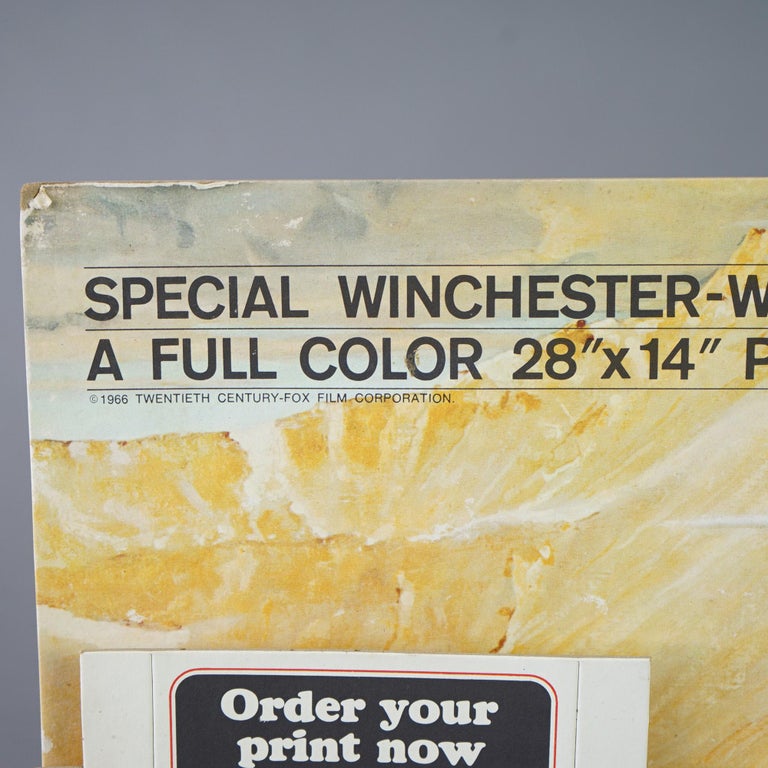 SPECIAL WINCHESTER-W
A FULL COLOR 28"x14" P
© 1966 TWENTIETH CENTURY-FOX FILM CORPORATION.
Order your
print now